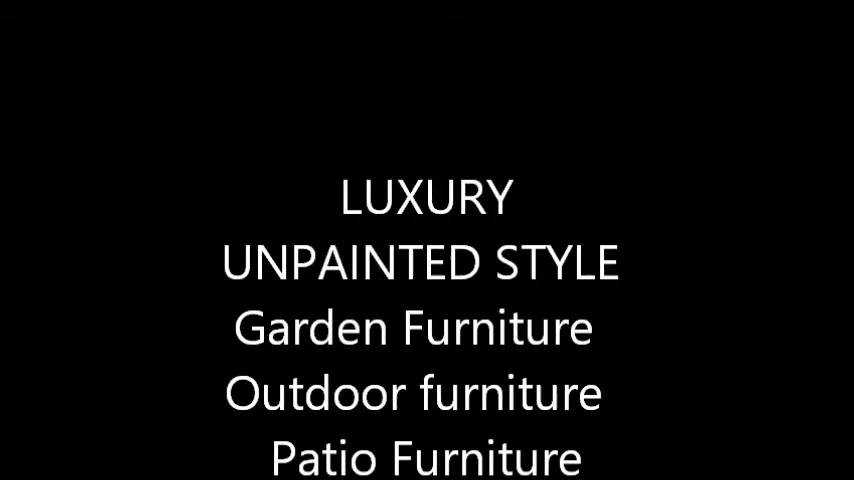 LUXURY
UNPAINTED STYLE
Garden Furniture
Outdoor furniture
Patio Furniture